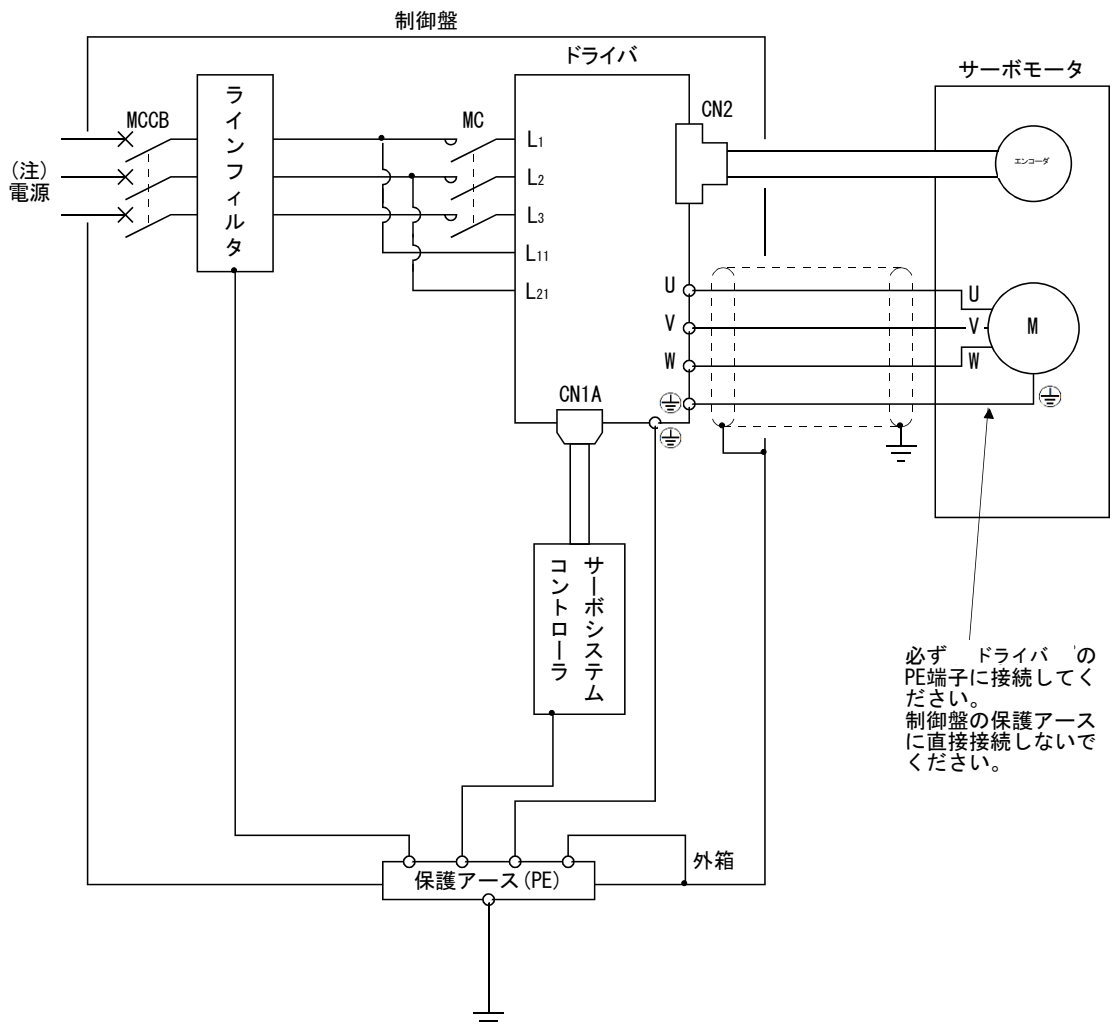 制御盤
ドライバ
サーボモータ
MCCB
ラインフィルタ
MC
CN2
L1
L2
L3
L11
L21
(注)
電源
エンコーダ
U
V
W
U
V
W
M
CN1A
サーボシステム
コントローラ
必ず ドライバ の
PE端子に接続してく
ださい。
制御盤の保護アース
に直接接続しないで
ください。
外箱
保護アース(PE)